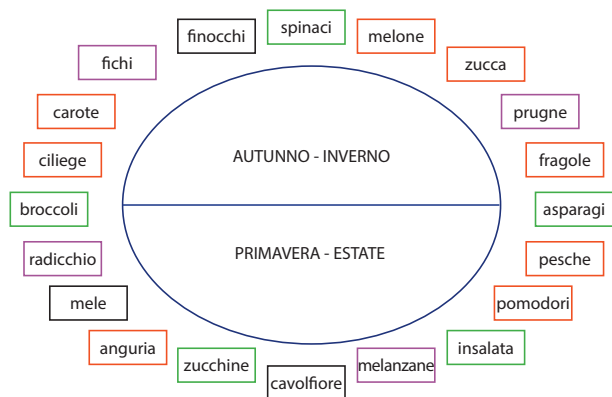 spinaci
finocchi
melone
fichi
zucca
carote
prugne
ciliege
AUTUNNO - INVERNO
fragole
broccoli
asparagi
radicchio
PRIMAVERA - ESTATE
pesche
mele
pomodori
anguria
insalata
zucchine
melanzane
cavolfiore